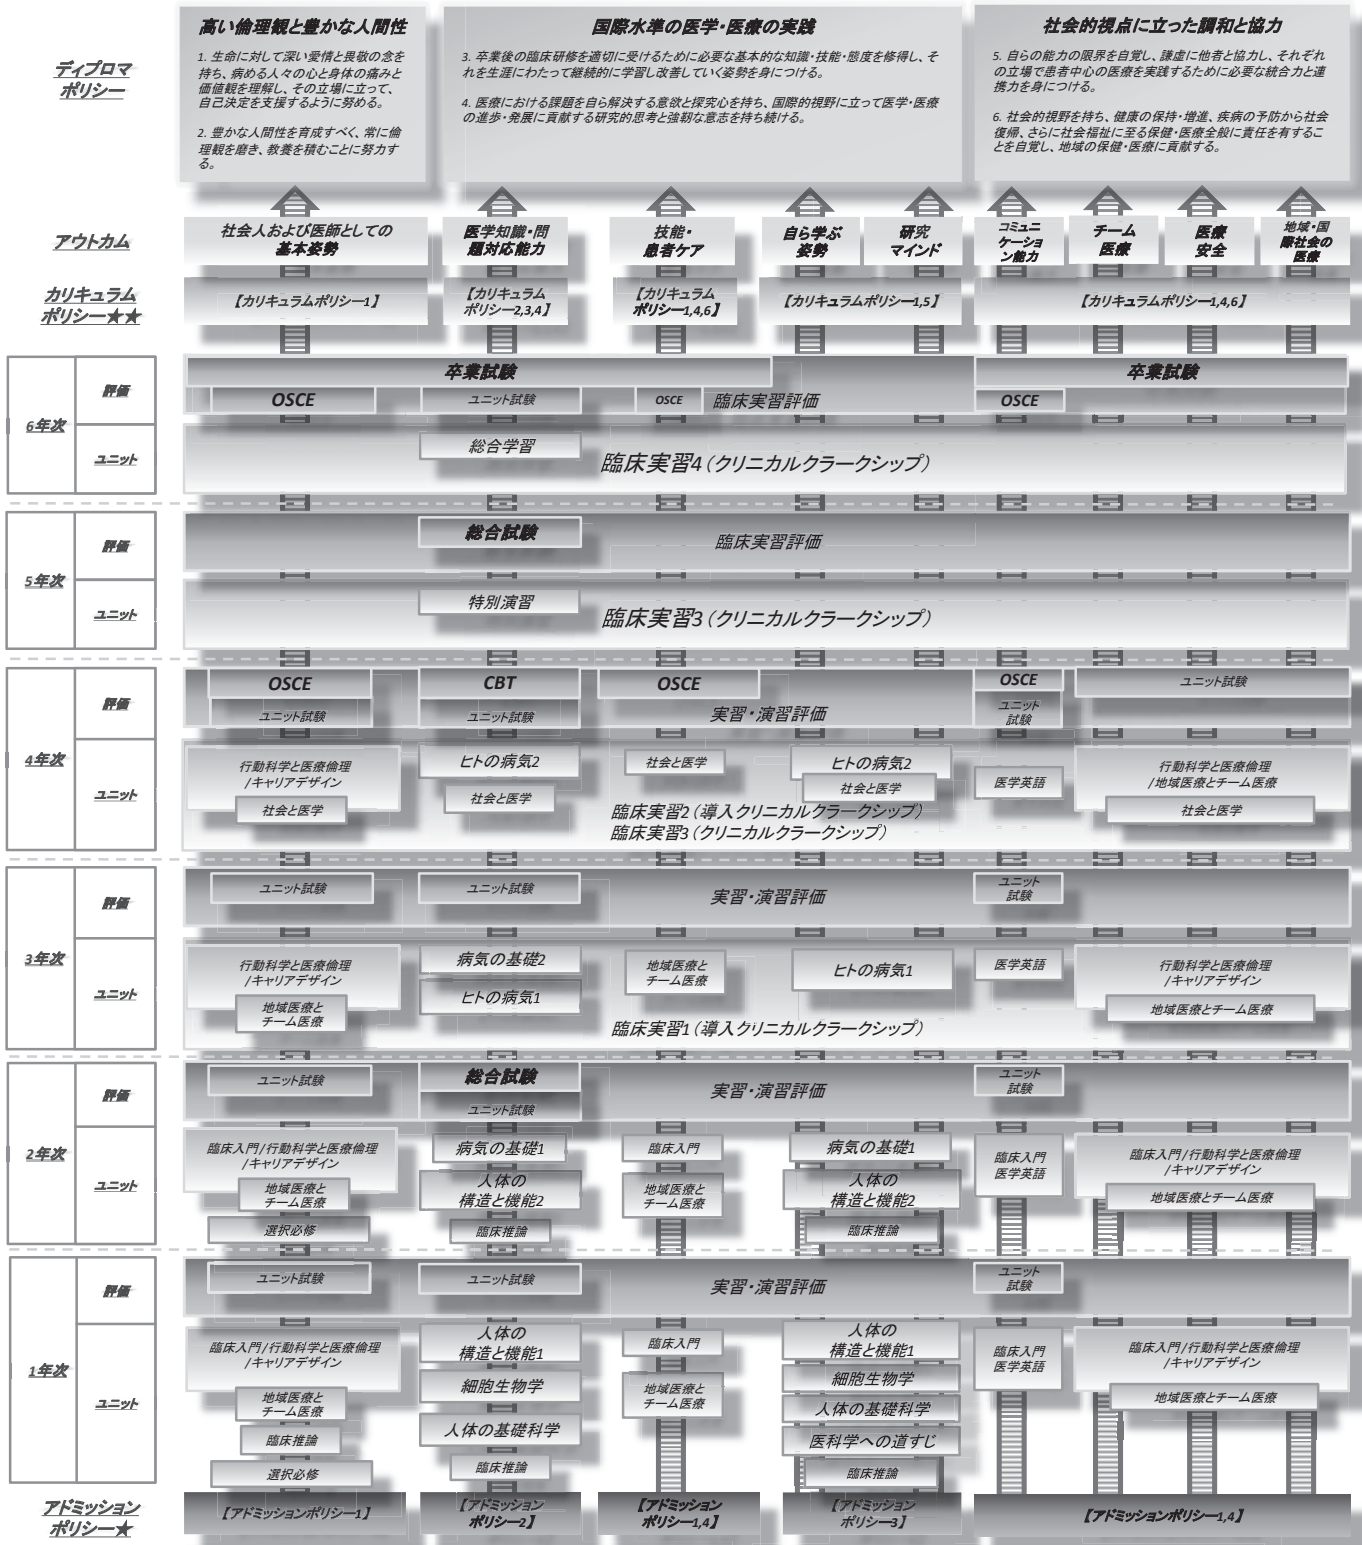 ディプロマ
ポリシー
高い倫理観と豊かな人間性
1. 生命に対して深い愛情と畏敬の念を
持ち、病める人々の心と身体の痛みと
価値観を理解し、その立場に立って、
自己決定を支援するように努める。
2. 豊かな人間性を育成すべく、常に倫
理観を磨き、教養を積むことに努力す
る。
国際水準の医学・医療の実践
3. 卒業後の臨床研修を適切に受けるために必要な基本的な知識・技能・態度を修得し、そ
れを生涯にわたって継続的に学習し改善していく姿勢を身につける。
4. 医療における課題を自ら解決する意欲と探究心を持ち、国際的視野に立って医学・医療
の進歩・発展に貢献する研究的思考と強靭な意志を持ち続ける。
社会的視点に立った調和と協力
5. 自らの能力の限界を自覚し、謙虚に他者と協力し、それぞれ
の立場で患者中心の医療を実践するために必要な統合力と連
携力を身につける。
6. 社会的視野を持ち、健康の保持・増進、疾病の予防から社会
復帰、さらに社会福祉に至る保健・医療全般に責任を有するこ
とを自覚し、地域の保健・医療に貢献する。
アウトカム
社会人および医師としての
基本姿勢
医学知識・問
題対応能力
技能・
患者ケア
自ら学ぶ
姿勢
研究
マインド
コミュニ
ケーショ
ン能力
チーム
医療
医療
安全
地域・国
際社会の
医療
カリキュラム
ポリシー★★
【カリキュラムポリシー1】
【カリキュラム
ポリシー2,3,4】
【カリキュラム
ポリシー1,4,6】
【カリキュラムポリシー1,5】
【カリキュラムポリシー1,4,6】
6年次
評価
卒業試験
卒業試験
OSCE
ユニット試験
OSCE
臨床実習評価
OSCE
ユニット
総合学習
臨床実習4（クリニカルクラークシップ）
5年次
評価
総合試験
臨床実習評価
ユニット
特別演習
臨床実習3（クリニカルクラークシップ）
4年次
評価
OSCE
CBT
OSCE
OSCE
ユニット試験
ユニット試験
ユニット試験
実習・演習評価
ユニット
試験
ユニット
行動科学と医療倫理
/キャリアデザイン
社会と医学
ヒトの病気2
社会と医学
社会と医学
ヒトの病気2
社会と医学
医学英語
行動科学と医療倫理
/地域医療とチーム医療
社会と医学
臨床実習2（導入クリニカルクラークシップ）
臨床実習3（クリニカルクラークシップ）
3年次
評価
ユニット試験
ユニット試験
実習・演習評価
ユニット
試験
ユニット
行動科学と医療倫理
/キャリアデザイン
地域医療と
チーム医療
病気の基礎2
ヒトの病気1
地域医療と
チーム医療
ヒトの病気1
医学英語
行動科学と医療倫理
/キャリアデザイン
地域医療とチーム医療
臨床実習1（導入クリニカルクラークシップ）
2年次
評価
ユニット試験
総合試験
ユニット試験
実習・演習評価
ユニット
試験
ユニット
臨床入門/行動科学と医療倫理
/キャリアデザイン
地域医療と
チーム医療
選択必修
病気の基礎1
人体の
構造と機能2
臨床推論
臨床入門
地域医療と
チーム医療
病気の基礎1
人体の
構造と機能2
臨床推論
臨床入門
医学英語
臨床入門/行動科学と医療倫理
/キャリアデザイン
地域医療とチーム医療
1年次
評価
ユニット試験
ユニット試験
実習・演習評価
ユニット
試験
ユニット
臨床入門/行動科学と医療倫理
/キャリアデザイン
地域医療と
チーム医療
臨床推論
選択必修
人体の
構造と機能1
細胞生物学
人体の基礎科学
臨床推論
臨床入門
地域医療と
チーム医療
人体の
構造と機能1
細胞生物学
人体の基礎科学
医科学への道すじ
臨床推論
臨床入門
医学英語
臨床入門/行動科学と医療倫理
/キャリアデザイン
地域医療とチーム医療
アドミッション
ポリシー★
【アドミッションポリシー1】
【アドミッション
ポリシー2】
【アドミッション
ポリシー1,4】
【アドミッション
ポリシー3】
【アドミッションポリシー1,4】